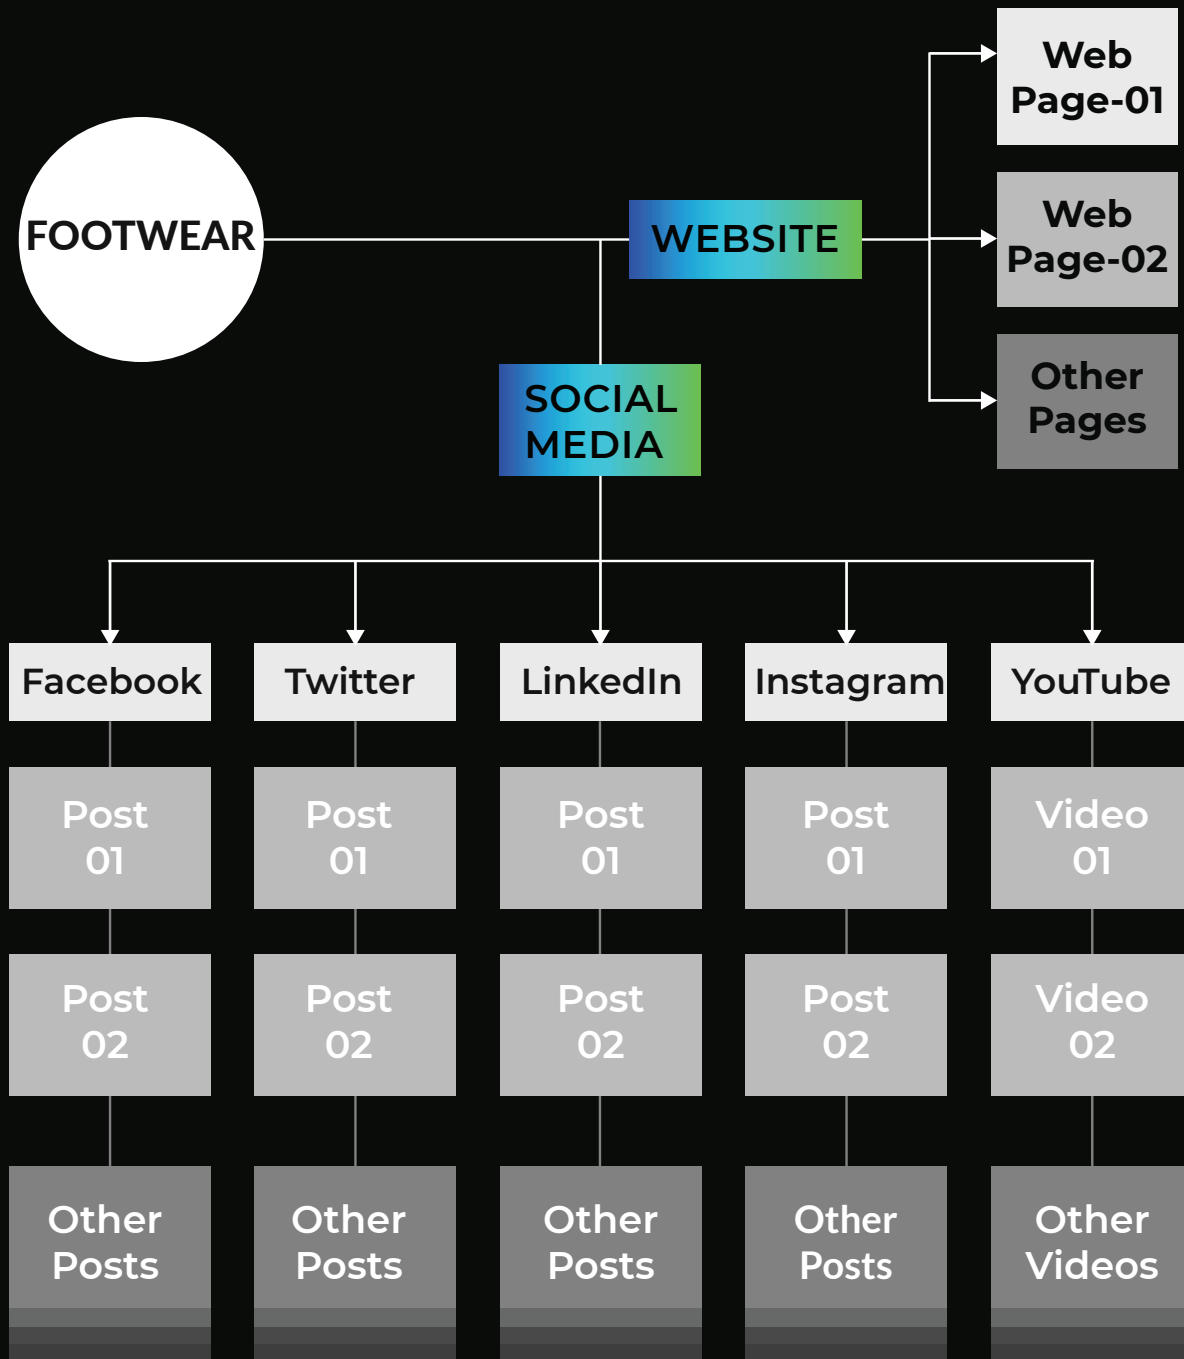 Web
Page-01
FOOTWEAR
WEBSITE
Web
Page-02
Other
Pages
SOCIAL
MEDIA
Facebook
Twitter
LinkedIn
Instagram
YouTube
Post
01
Post
01
Post
01
Post
01
Video
01
Post
02
Post
02
Post
02
Post
02
Video
02
Other
Posts
Other
Posts
Other
Posts
Other
Posts
Other
Videos